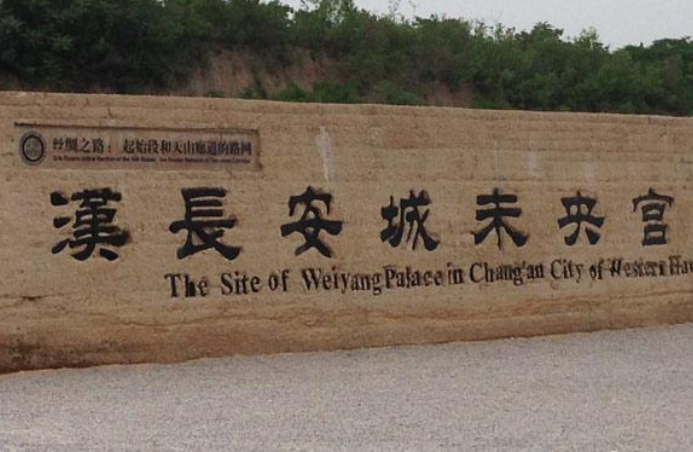 丝绸之路：起始段和天山廊道的路网
漢長安城未央宮
The Site of Weiyang Palace in Chang'an City of Western Ha